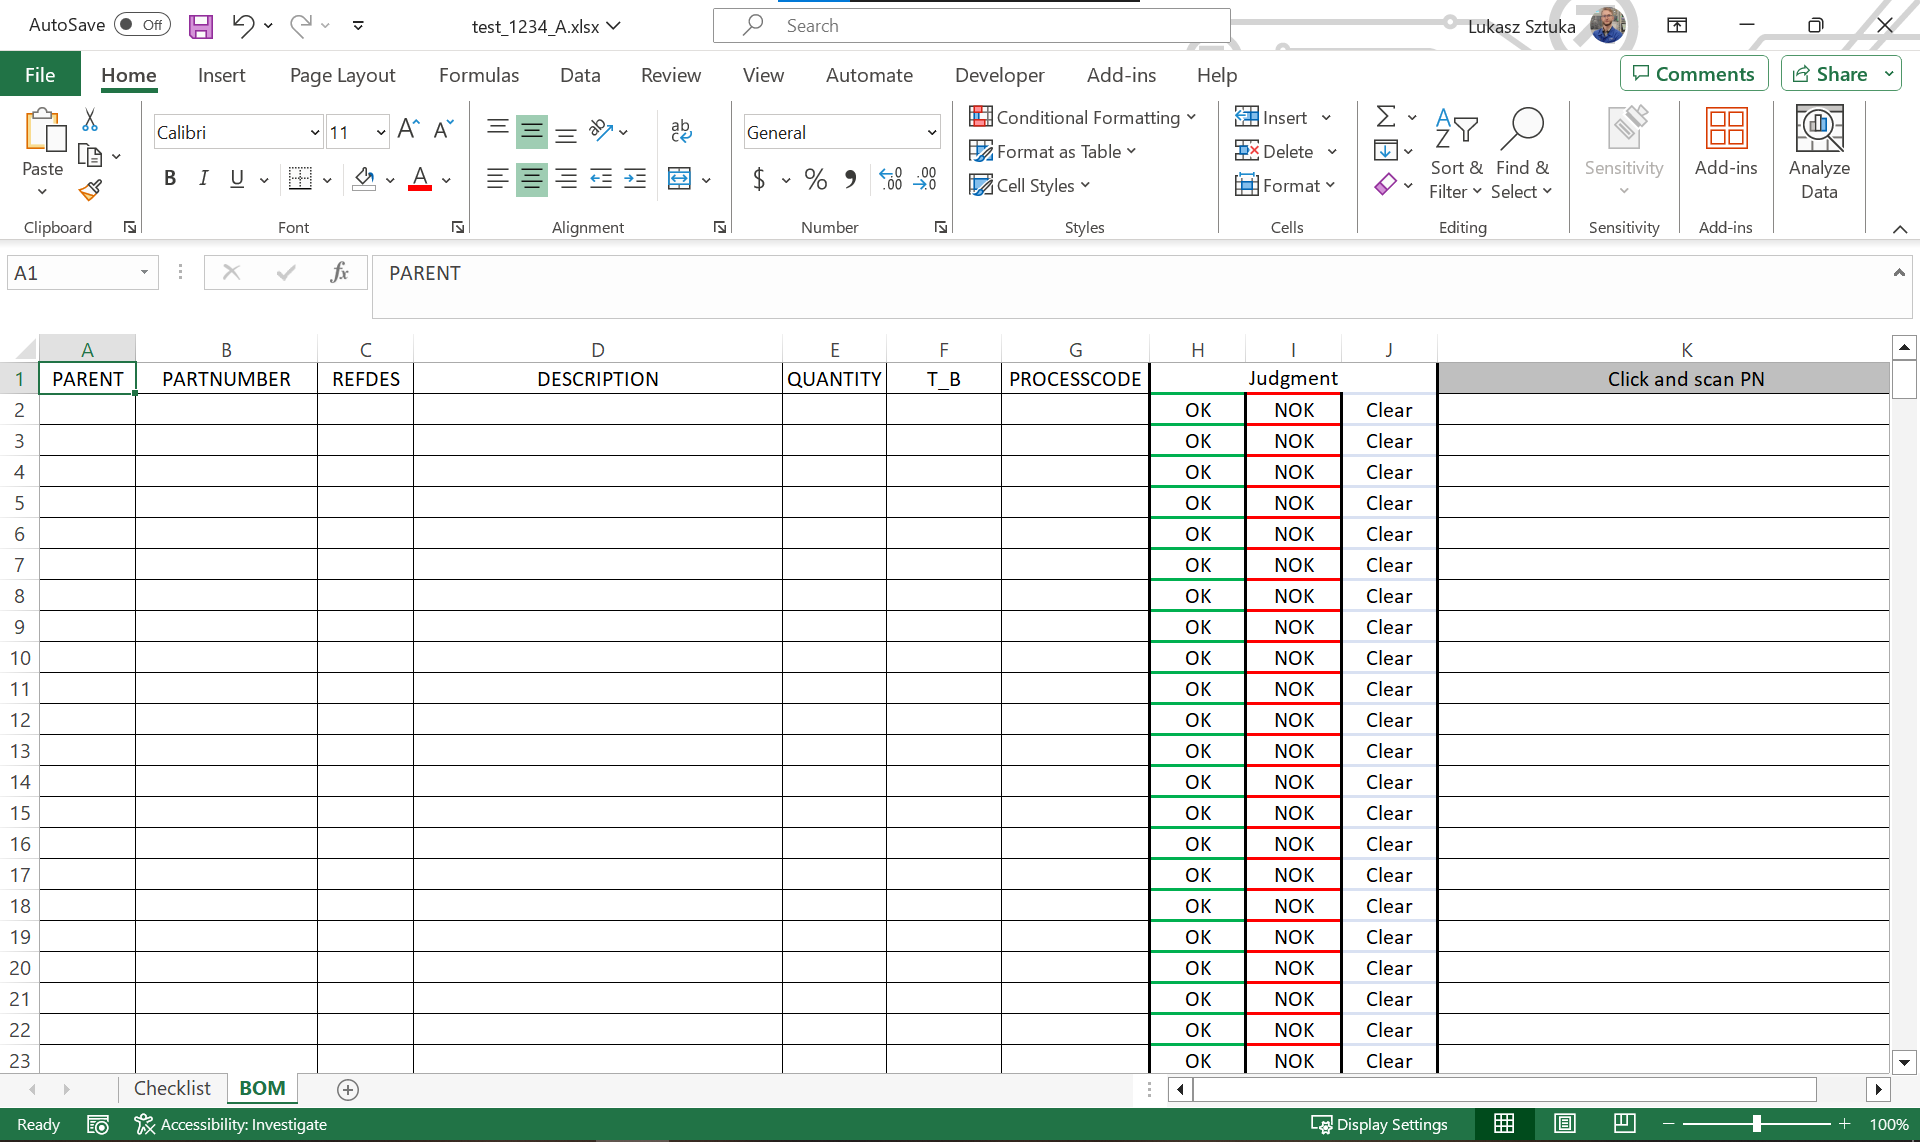 AutoSave Off test_1234_A.xlsx Search Lukasz Sztuka
File Home Insert Page Layout Formulas Data Review View Automate Developer Add-ins Help Comments Share
Paste
Clipboard
Calibri 11
B I U A
Font
ab
Alignment
General
$ % 9 .00
Number
Conditional Formatting
Format as Table
Cell Styles
Styles
Insert
Delete
Format
Cells
Sort & Filter
Find & Select
Editing
Sensitivity
Sensitivity
Add-ins
Add-ins
Analyze Data
A1 fx PARENT
A B C D E F G H I J K
1 PARENT PARTNUMBER REFDES DESCRIPTION QUANTITY T_B PROCESSCODE Judgment Click and scan PN
2 OK NOK Clear
3 OK NOK Clear
4 OK NOK Clear
5 OK NOK Clear
6 OK NOK Clear
7 OK NOK Clear
8 OK NOK Clear
9 OK NOK Clear
10 OK NOK Clear
11 OK NOK Clear
12 OK NOK Clear
13 OK NOK Clear
14 OK NOK Clear
15 OK NOK Clear
16 OK NOK Clear
17 OK NOK Clear
18 OK NOK Clear
19 OK NOK Clear
20 OK NOK Clear
21 OK NOK Clear
22 OK NOK Clear
23 OK NOK Clear
Checklist BOM
Ready Accessibility: Investigate Display Settings 100%